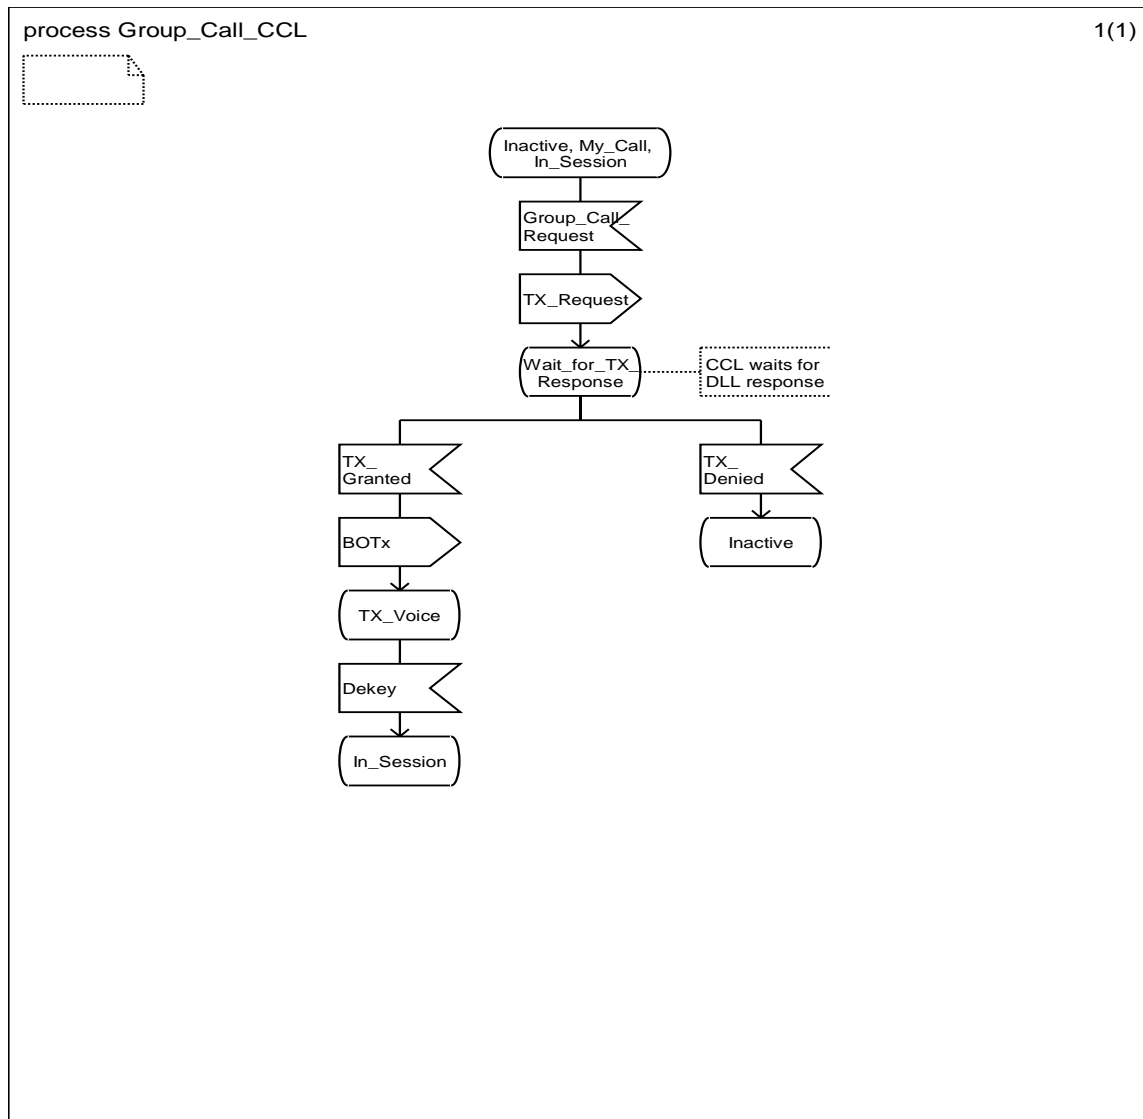 process Group_Call_CCL
1(1)
Inactive, My_Call,
In_Session
Group_Call_
Request
TX_Request
Wait_for_TX_
Response
CCL waits for
DLL response
TX_
Granted
TX_
Denied
BOTx
Inactive
TX_Voice
Dekey
In_Session